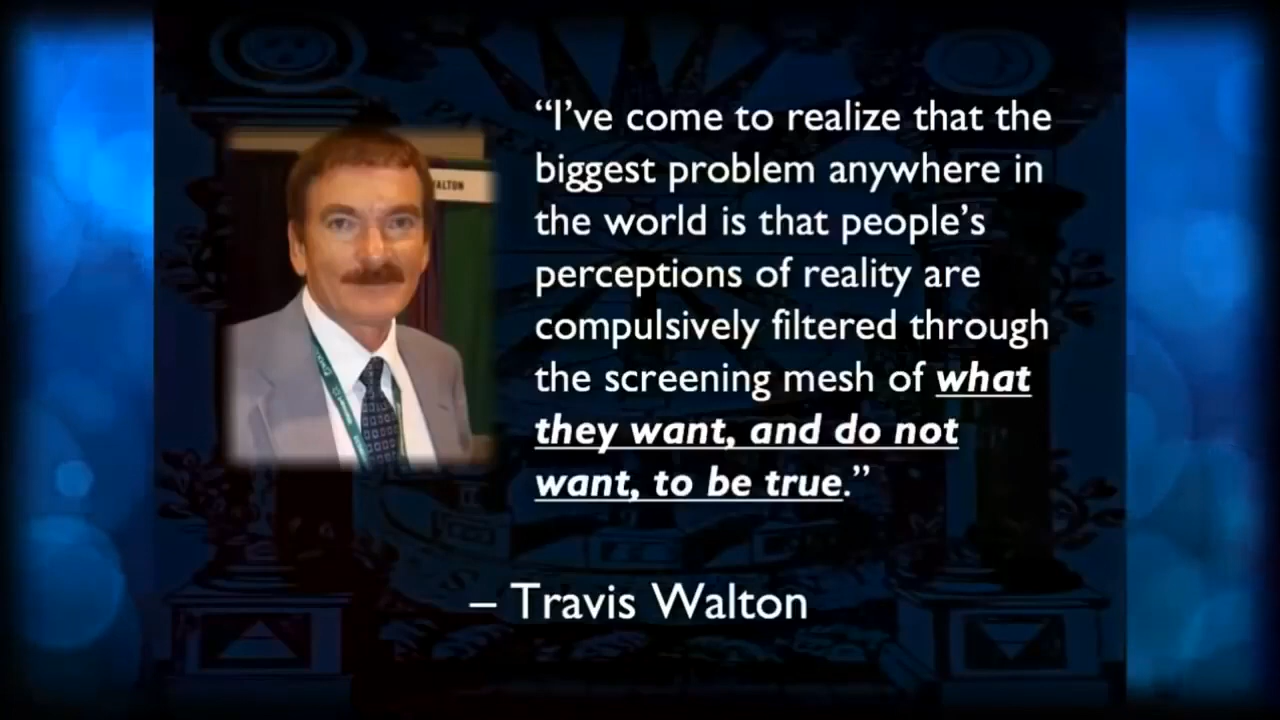 “I’ve come to realize that the
biggest problem anywhere in
the world is that people’s
perceptions of reality are
compulsively filtered through
the screening mesh of what
they want, and do not
want, to be true.”
– Travis Walton
ALTON